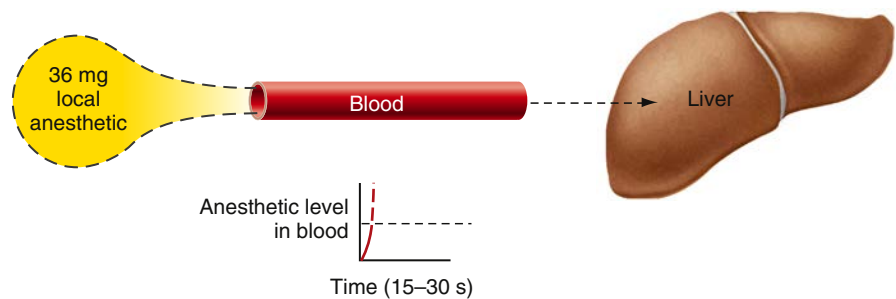 36 mg
local
anesthetic
Blood
Liver
Anesthetic level
in blood
Time (15–30 s)